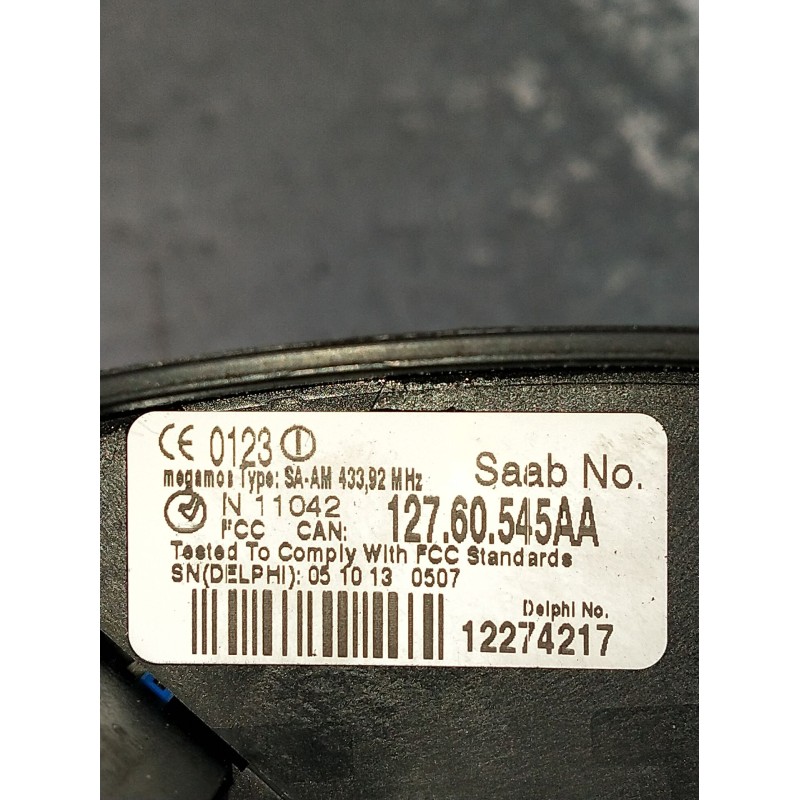 CE 0123
megamos Type: SA-AM 433,92 MHz
Saab No.
N 11042
FCC CAN:
127.60.545AA
Tested To Comply With FCC Standards
SN(DELPHI): 05 10 13 0507
Delphi No.
12274217